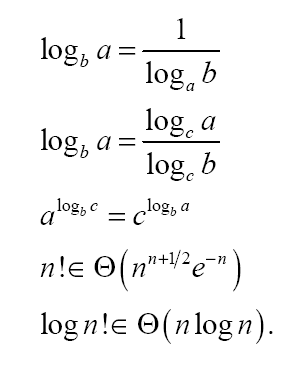 log_b a = 1 / log_a b
log_b a = log_c a / log_c b
a^{log_b c} = c^{log_b a}
n!∈ Θ(n^{n+1/2}e^{-n})
log n!∈ Θ(n log n).